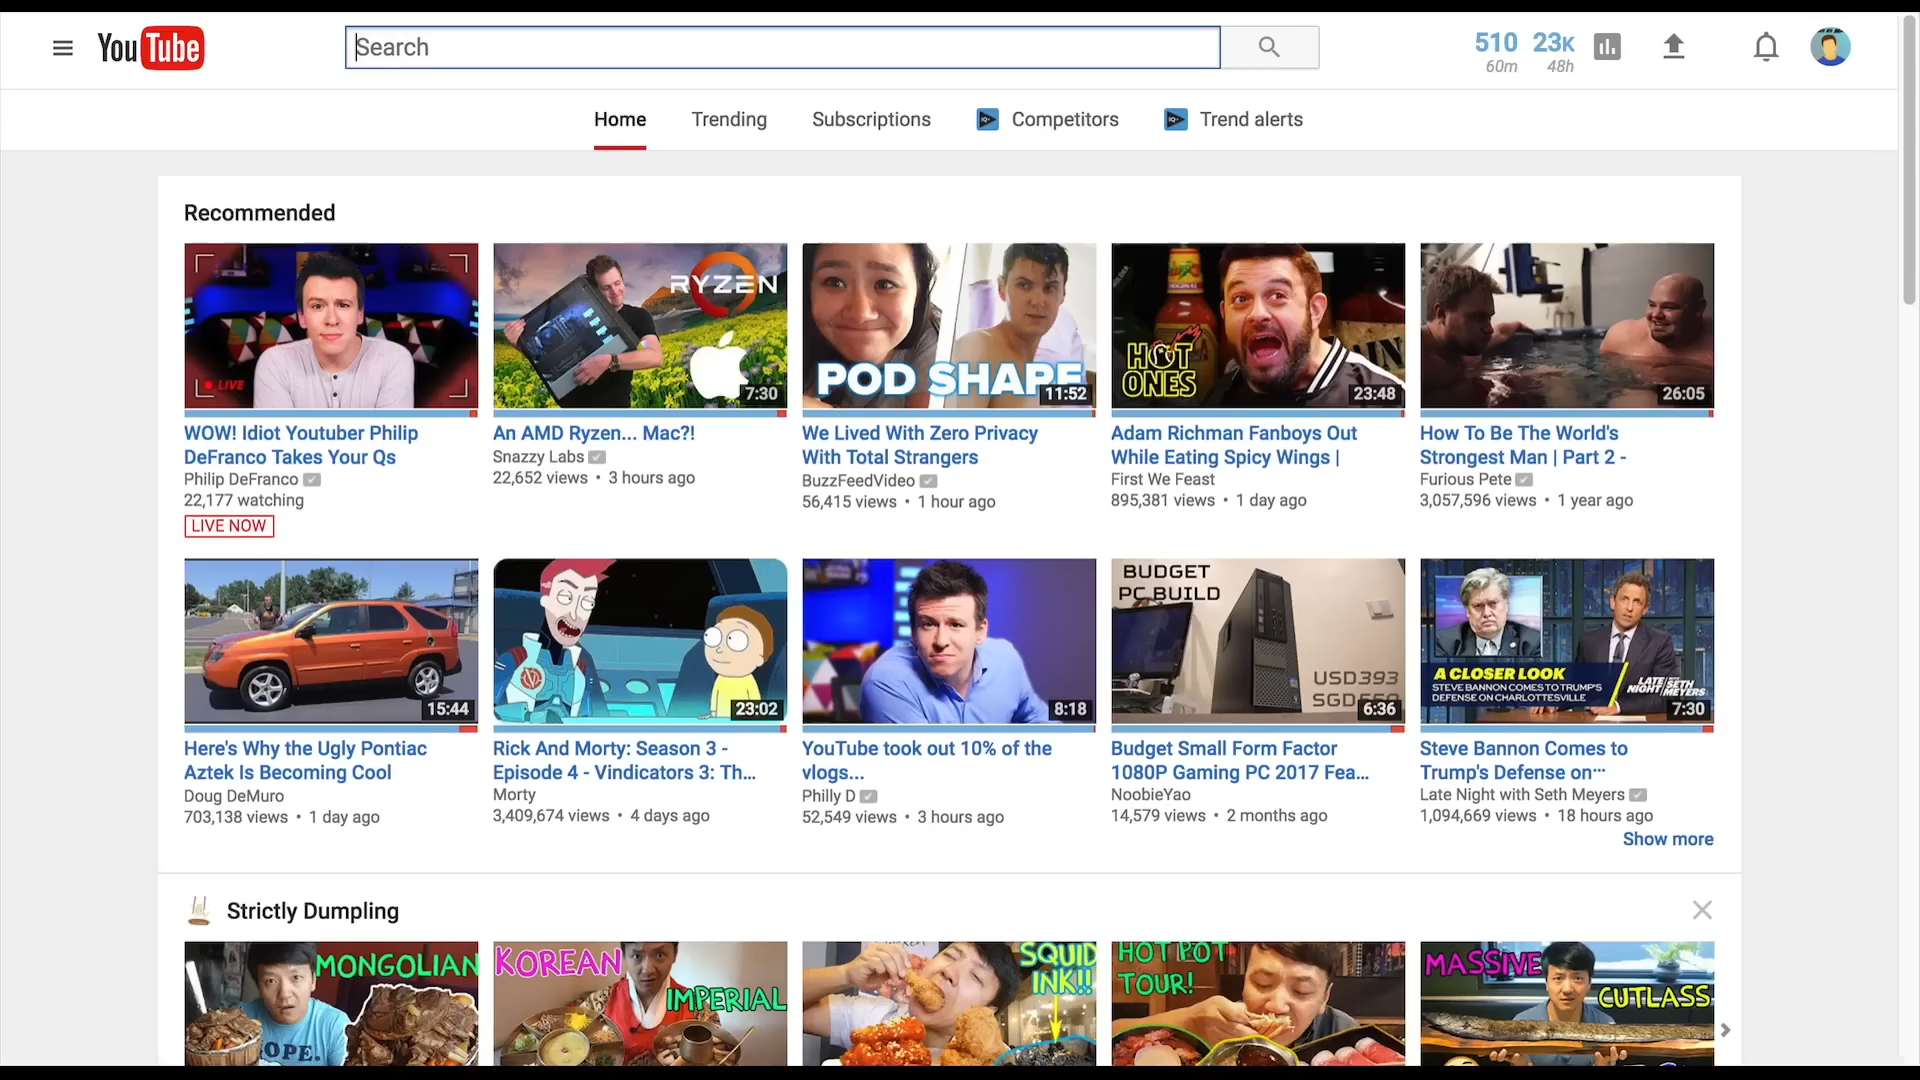 YouTube
Search
510
60m
23K
48h
Home
Trending
Subscriptions
Competitors
Trend alerts
Recommended
LIVE
WOW! Idiot Youtuber Philip
DeFranco Takes Your Qs
Philip DeFranco
22,177 watching
LIVE NOW
RYZEN
7:30
An AMD Ryzen... Mac?!
Snazzy Labs
22,652 views • 3 hours ago
POD SHAPE
11:52
We Lived With Zero Privacy
With Total Strangers
BuzzFeedVideo
56,415 views • 1 hour ago
HOT
ONES
23:48
Adam Richman Fanboys Out
While Eating Spicy Wings |
First We Feast
895,381 views • 1 day ago
26:05
How To Be The World's
Strongest Man | Part 2 -
Furious Pete
3,057,596 views • 1 year ago
15:44
Here's Why the Ugly Pontiac
Aztek Is Becoming Cool
Doug DeMuro
703,138 views • 1 day ago
23:02
Rick And Morty: Season 3 -
Episode 4 - Vindicators 3: Th...
Morty
3,409,674 views • 4 days ago
8:18
YouTube took out 10% of the
vlogs...
Philly D
52,549 views • 3 hours ago
BUDGET
PC BUILD
USD393
6:36
Budget Small Form Factor
1080P Gaming PC 2017 Fea...
NoobieYao
14,579 views • 2 months ago
A CLOSER LOOK
STEVE BANNON COMES TO TRUMP'S
DEFENSE ON CHARLOTTESVILLE
LATE NIGHT SETH MEYERS
7:30
Steve Bannon Comes to
Trump's Defense on...
Late Night with Seth Meyers
1,094,669 views • 18 hours ago
Show more
Strictly Dumpling
MONGOLIAN
KOREAN
IMPERIAL
SQUID
INK!!
HOT POT
TOUR!
MASSIVE
CUTLASS